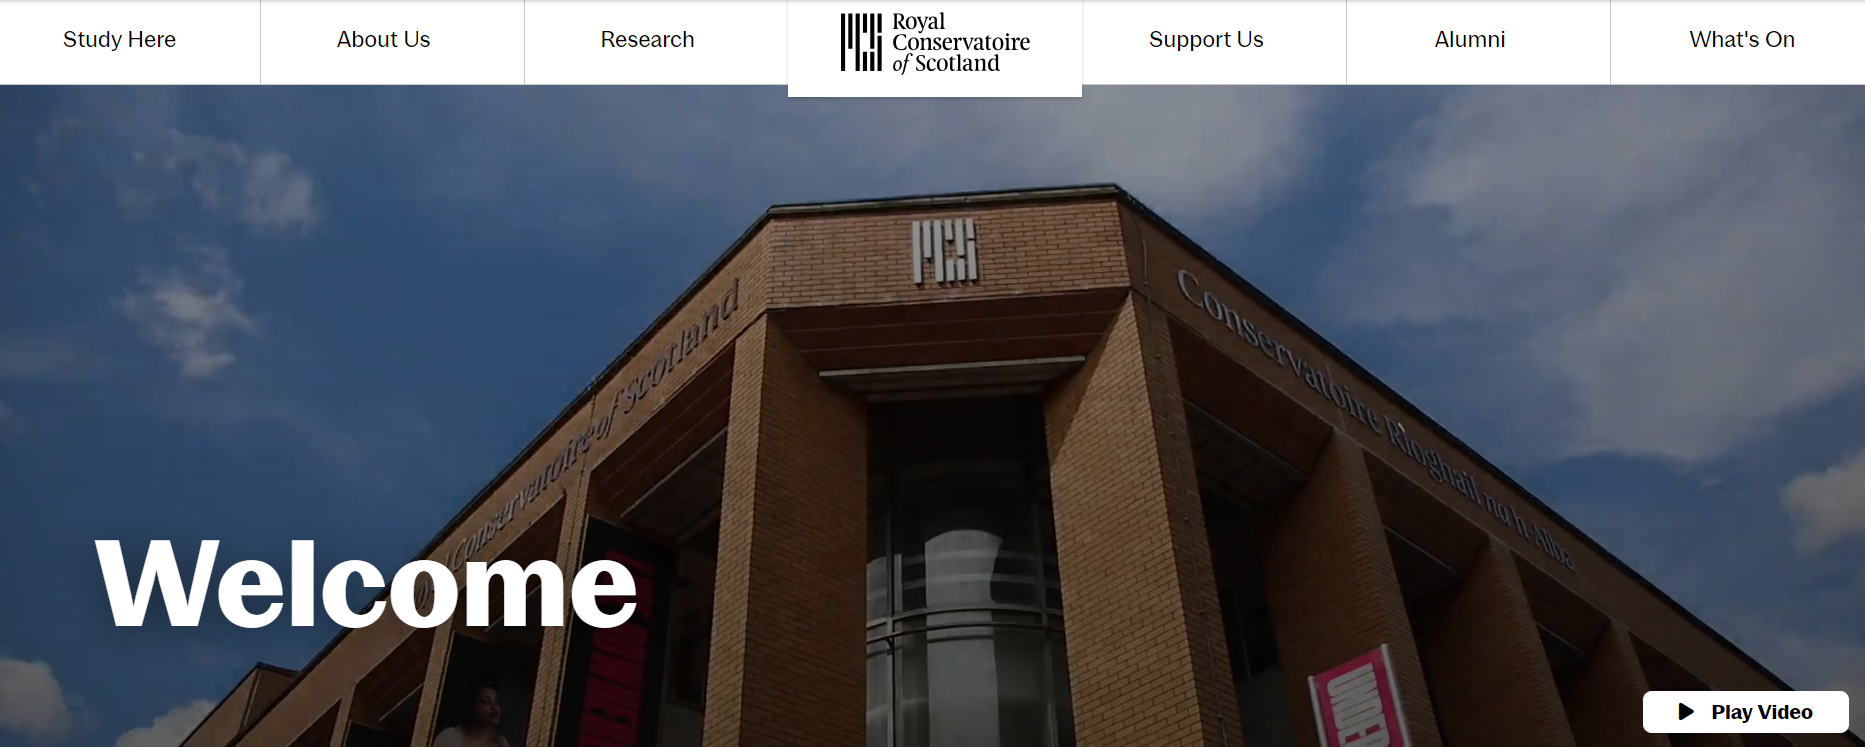 Study Here
About Us
Research
Royal
Conservatoire
of Scotland
Support Us
Alumni
What's On
Conservatoire of Scotland
Conservatoire Rìoghail na h-Alba
Welcome
UNDER
Play Video